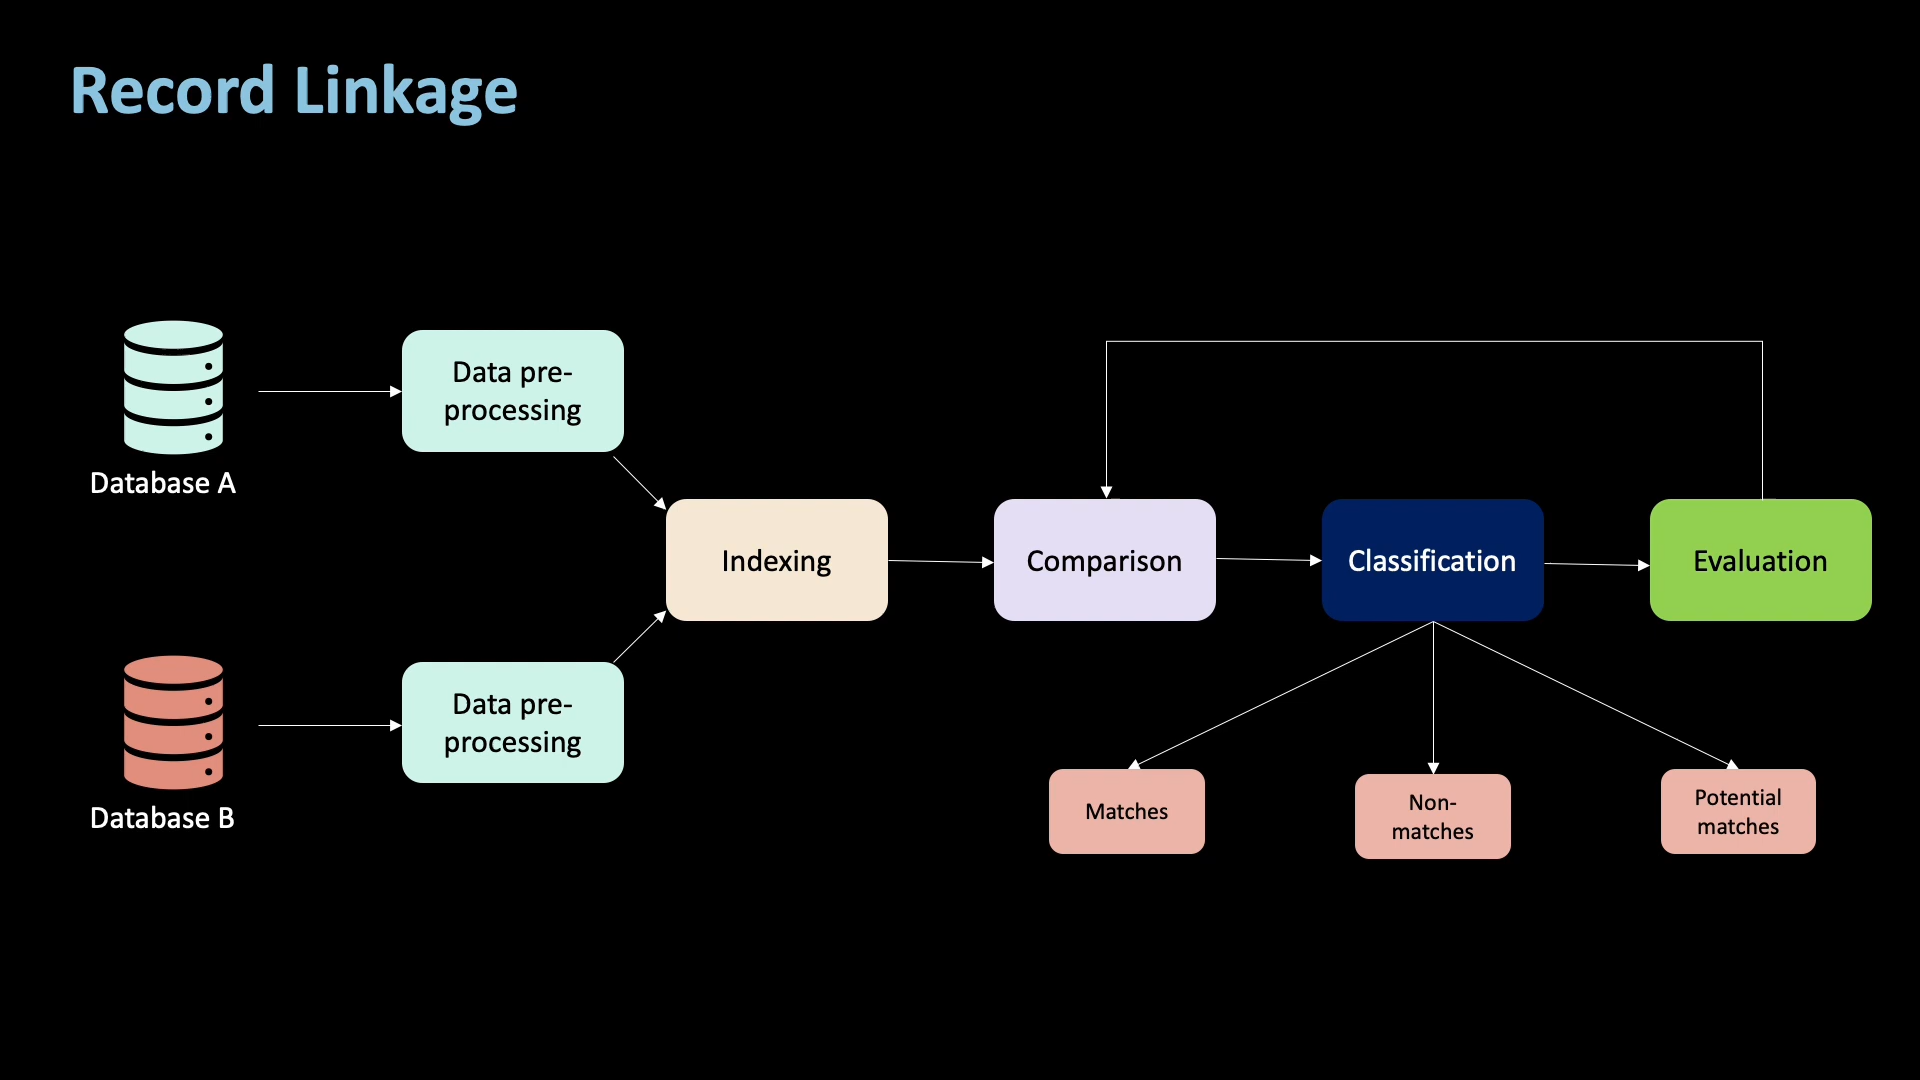 Record Linkage
Database A
Data pre-
processing
Database B
Data pre-
processing
Indexing
Comparison
Classification
Evaluation
Matches
Non-
matches
Potential
matches